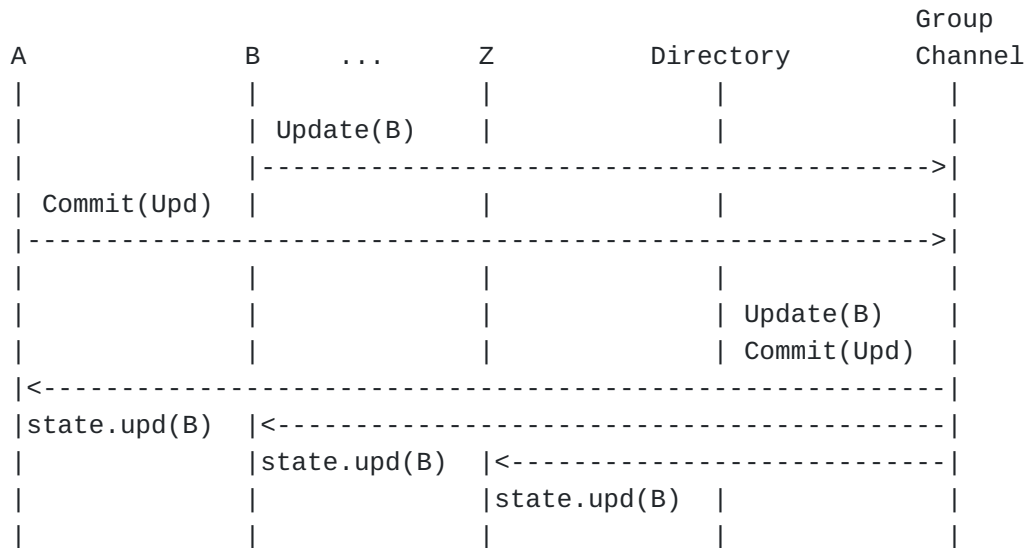 Group
A              B     ...      Z          Directory        Channel
|              |              |              |              |
|              | Update(B)    |              |              |
|              |------------------------------------------->|
| Commit(Upd)  |              |              |              |
|---------------------------------------------------------->|
|              |              |              |              |
|              |              |              | Update(B)    |
|              |              |              | Commit(Upd)  |
|<----------------------------------------------------------|
|state.upd(B)  |<-------------------------------------------|
|              |state.upd(B)  |<----------------------------|
|              |              |state.upd(B)  |              |
|              |              |              |              |